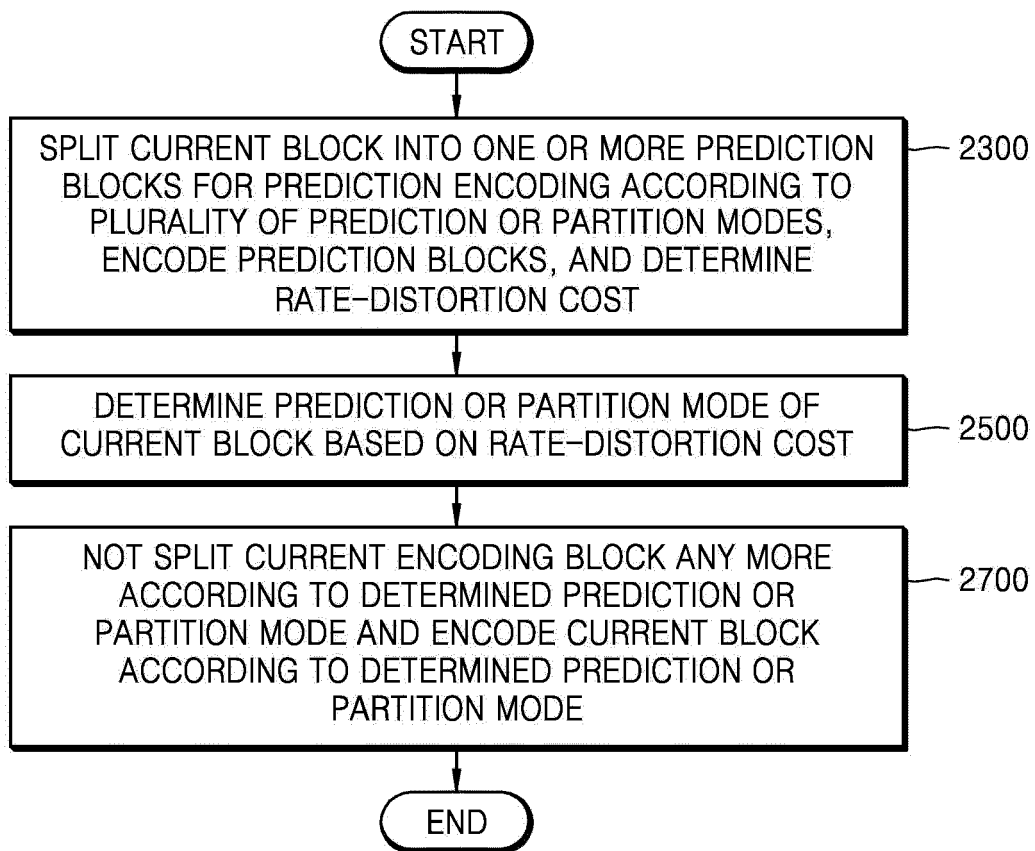 START
SPLIT CURRENT BLOCK INTO ONE OR MORE PREDICTION
BLOCKS FOR PREDICTION ENCODING ACCORDING TO
PLURALITY OF PREDICTION OR PARTITION MODES,
ENCODE PREDICTION BLOCKS, AND DETERMINE
RATE-DISTORTION COST
2300
DETERMINE PREDICTION OR PARTITION MODE OF
CURRENT BLOCK BASED ON RATE-DISTORTION COST
2500
NOT SPLIT CURRENT ENCODING BLOCK ANY MORE
ACCORDING TO DETERMINED PREDICTION OR
PARTITION MODE AND ENCODE CURRENT BLOCK
ACCORDING TO DETERMINED PREDICTION OR
PARTITION MODE
2700
END